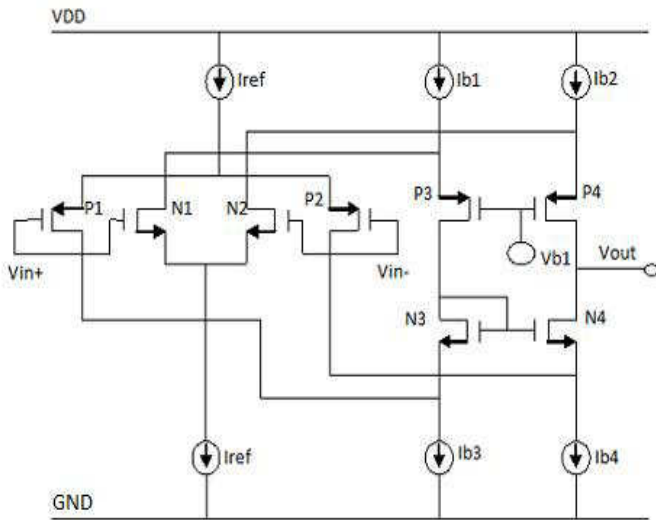 VDD
Iref
Ib1
Ib2
P1
N1
N2
P2
P3
P4
Vin+
Vin-
Vb1
Vout
N3
N4
Iref
Ib3
Ib4
GND